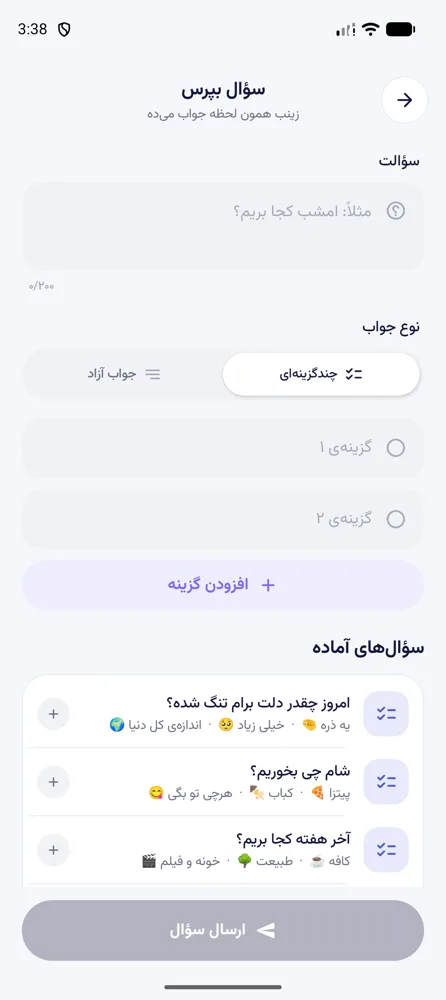 3:38
سؤال بپرس
زینب همون لحظه جواب می‌ده
سؤالت
مثلاً: امشب کجا بریم؟
۰/۲۰۰
نوع جواب
چندگزینه‌ای
جواب آزاد
گزینه‌ی ۱
گزینه‌ی ۲
افزودن گزینه
سؤال‌های آماده
امروز چقدر دلت برام تنگ شده؟
یه ذره 🤏 · خیلی زیاد 🥺 · اندازه‌ی کل دنیا 🌍
شام چی بخوریم؟
پیتزا 🍕 · کباب 🍢 · هرچی تو بگی 😋
آخر هفته کجا بریم؟
کافه ☕ · طبیعت 🌳 · خونه و فیلم 🎬
ارسال سؤال